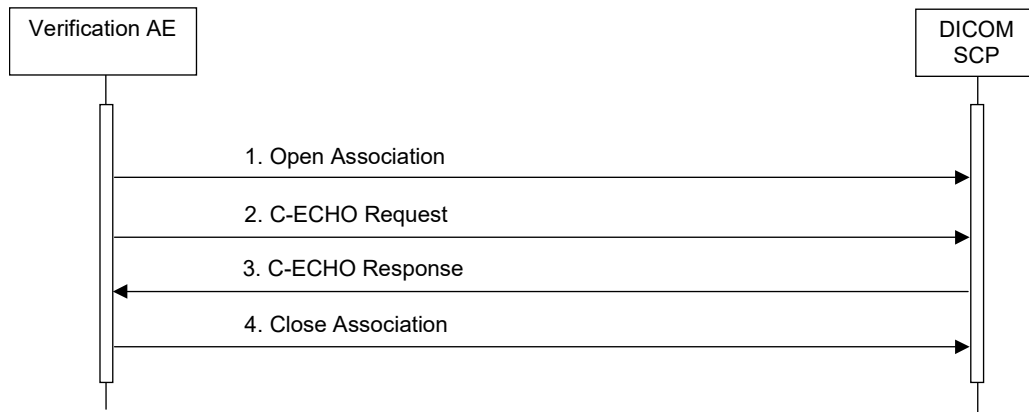 Verification AE
DICOM
SCP
1. Open Association
2. C-ECHO Request
3. C-ECHO Response
4. Close Association